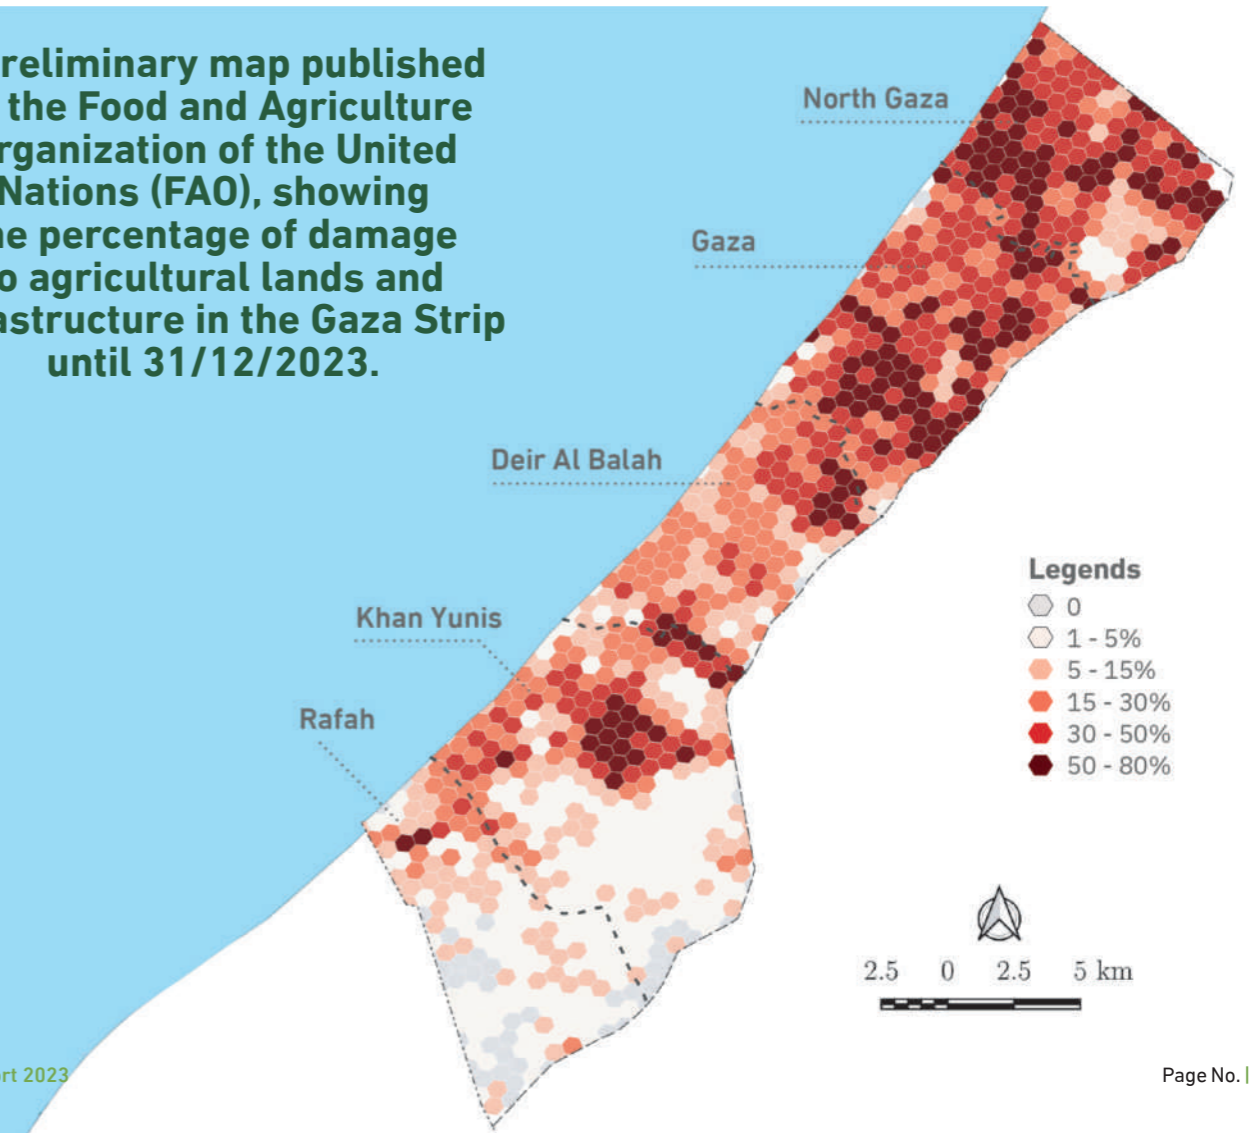 reliminary map published
the Food and Agriculture
rganization of the United
Nations (FAO), showing
e percentage of damage
o agricultural lands and
astructure in the Gaza Strip
until 31/12/2023.
North Gaza
Gaza
Deir Al Balah
Khan Yunis
Rafah
Legends
0
1 - 5%
5 - 15%
15 - 30%
30 - 50%
50 - 80%
2.5 0 2.5 5 km
rt 2023
Page No. |